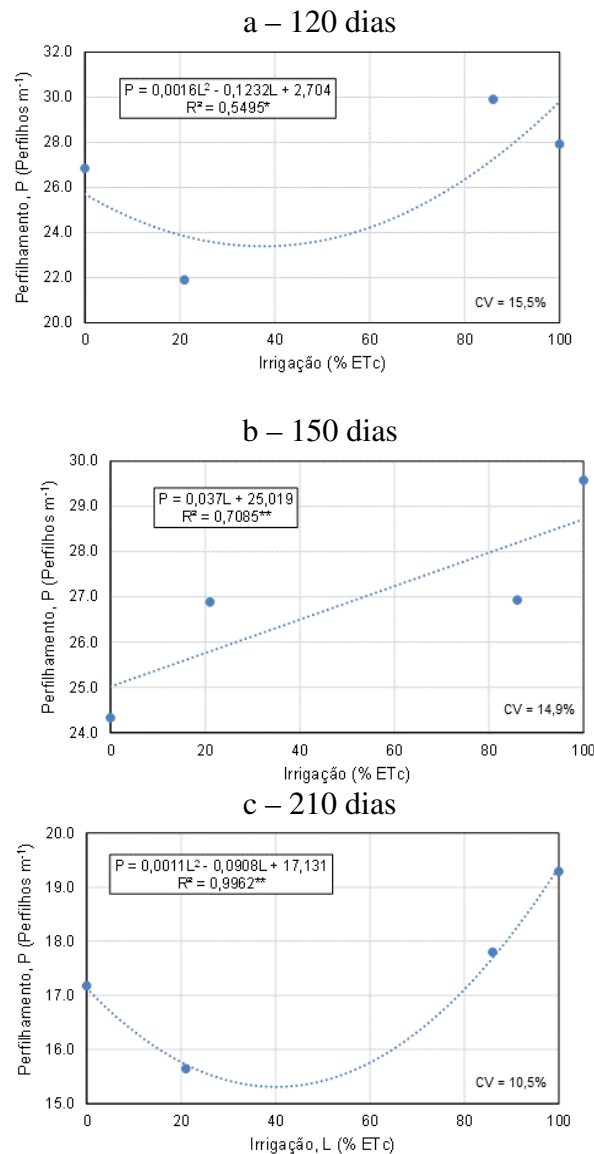 a – 120 dias
32.0
30.0
28.0
26.0
24.0
22.0
20.0
Perfilhamento, P (Perfilhos m⁻¹)
P = 0,0016L² - 0,1232L + 2,704
R² = 0,5495*
CV = 15,5%
0 20 40 60 80 100
Irrigação (% ETc)
b – 150 dias
30.0
29.0
28.0
27.0
26.0
25.0
24.0
Perfilhamento, P (Perfilhos m⁻¹)
P = 0,037L + 25,019
R² = 0,7085**
CV = 14,9%
0 20 40 60 80 100
Irrigação (% ETc)
c – 210 dias
20.0
19.0
18.0
17.0
16.0
15.0
Perfilhamento, P (Perfilhos m⁻¹)
P = 0,0011L² - 0,0908L + 17,131
R² = 0,9962**
CV = 10,5%
0 20 40 60 80 100
Irrigação, L (% ETc)